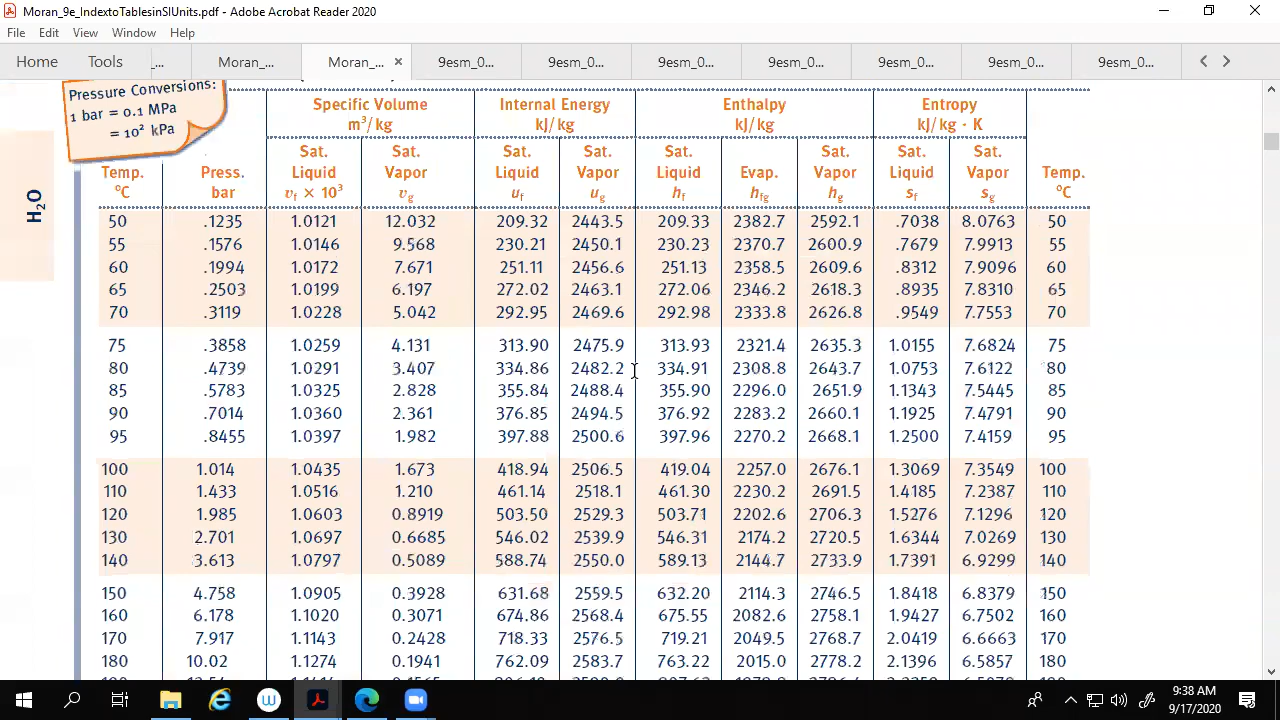 Moran_9e_IndextoTablesinSIUnits.pdf - Adobe Acrobat Reader 2020
File Edit View Window Help
Home Tools ..._ Moran_... Moran_... × 9esm_0... 9esm_0... 9esm_0... 9esm_0... 9esm_0... 9esm_0... 9esm_0...
Pressure Conversions:
1 bar = 0.1 MPa
= 10² kPa
H₂O
Specific Volume Internal Energy Enthalpy Entropy
m³/kg kJ/kg kJ/kg kJ/kg · K
Sat. Sat. Sat. Sat. Sat. Sat. Sat. Sat.
Temp. Press. Liquid Vapor Liquid Vapor Liquid Evap. Vapor Liquid Vapor Temp.
°C bar vf × 10³ vg uf ug hf hfg hg sf sg °C
50 .1235 1.0121 12.032 209.32 2443.5 209.33 2382.7 2592.1 .7038 8.0763 50
55 .1576 1.0146 9.568 230.21 2450.1 230.23 2370.7 2600.9 .7679 7.9913 55
60 .1994 1.0172 7.671 251.11 2456.6 251.13 2358.5 2609.6 .8312 7.9096 60
65 .2503 1.0199 6.197 272.02 2463.1 272.06 2346.2 2618.3 .8935 7.8310 65
70 .3119 1.0228 5.042 292.95 2469.6 292.98 2333.8 2626.8 .9549 7.7553 70
75 .3858 1.0259 4.131 313.90 2475.9 313.93 2321.4 2635.3 1.0155 7.6824 75
80 .4739 1.0291 3.407 334.86 2482.2 334.91 2308.8 2643.7 1.0753 7.6122 80
85 .5783 1.0325 2.828 355.84 2488.4 355.90 2296.0 2651.9 1.1343 7.5445 85
90 .7014 1.0360 2.361 376.85 2494.5 376.92 2283.2 2660.1 1.1925 7.4791 90
95 .8455 1.0397 1.982 397.88 2500.6 397.96 2270.2 2668.1 1.2500 7.4159 95
100 1.014 1.0435 1.673 418.94 2506.5 419.04 2257.0 2676.1 1.3069 7.3549 100
110 1.433 1.0516 1.210 461.14 2518.1 461.30 2230.2 2691.5 1.4185 7.2387 110
120 1.985 1.0603 0.8919 503.50 2529.3 503.71 2202.6 2706.3 1.5276 7.1296 120
130 2.701 1.0697 0.6685 546.02 2539.9 546.31 2174.2 2720.5 1.6344 7.0269 130
140 3.613 1.0797 0.5089 588.74 2550.0 589.13 2144.7 2733.9 1.7391 6.9299 140
150 4.758 1.0905 0.3928 631.68 2559.5 632.20 2114.3 2746.5 1.8418 6.8379 150
160 6.178 1.1020 0.3071 674.86 2568.4 675.55 2082.6 2758.1 1.9427 6.7502 160
170 7.917 1.1143 0.2428 718.33 2576.5 719.21 2049.5 2768.7 2.0419 6.6663 170
180 10.02 1.1274 0.1941 762.09 2583.7 763.22 2015.0 2778.2 2.1396 6.5857 180
9:38 AM
9/17/2020